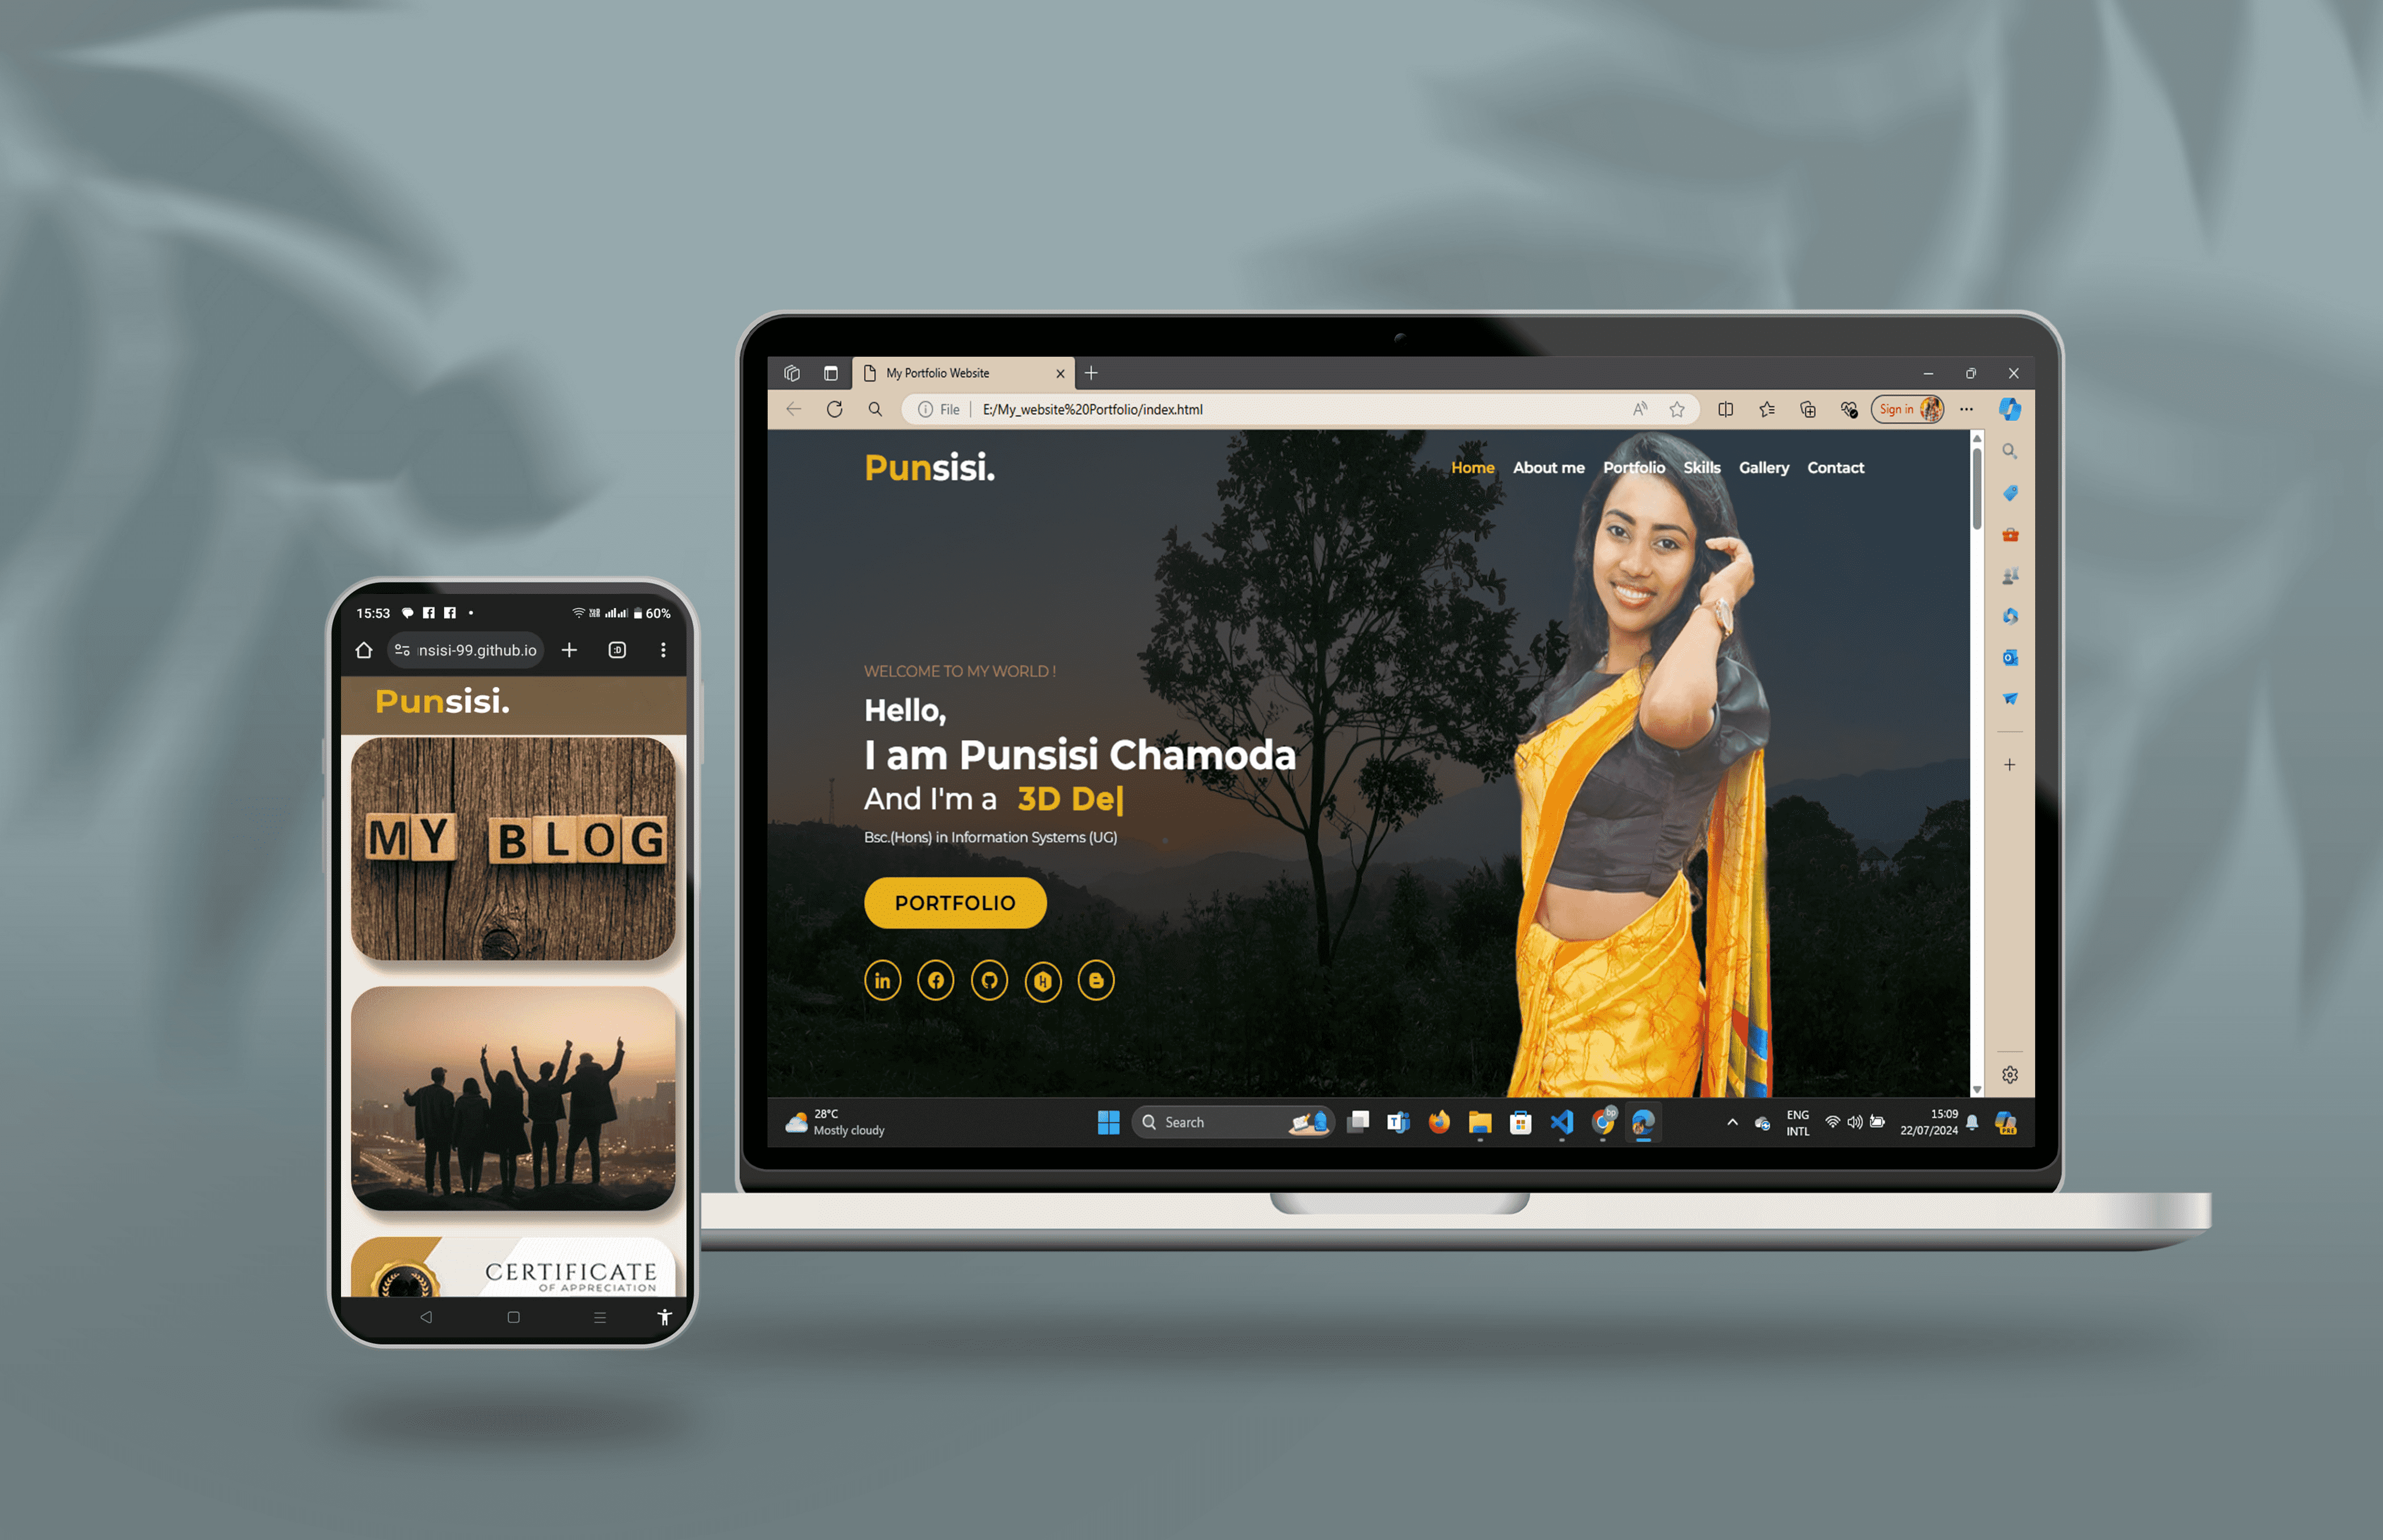 15:53
60%
nsisi-99.github.io
:D
Punsisi.
MY BLOG
CERTIFICATE
OF APPRECIATION
My Portfolio Website
File
E:/My_website%20Portfolio/index.html
Sign in
Punsisi.
Home About me Portfolio Skills Gallery Contact
WELCOME TO MY WORLD !
Hello,
I am Punsisi Chamoda
And I'm a 3D De|
Bsc.(Hons) in Information Systems (UG)
PORTFOLIO
28°C
Mostly cloudy
Search
bp
ENG
INTL
15:09
22/07/2024
PRE